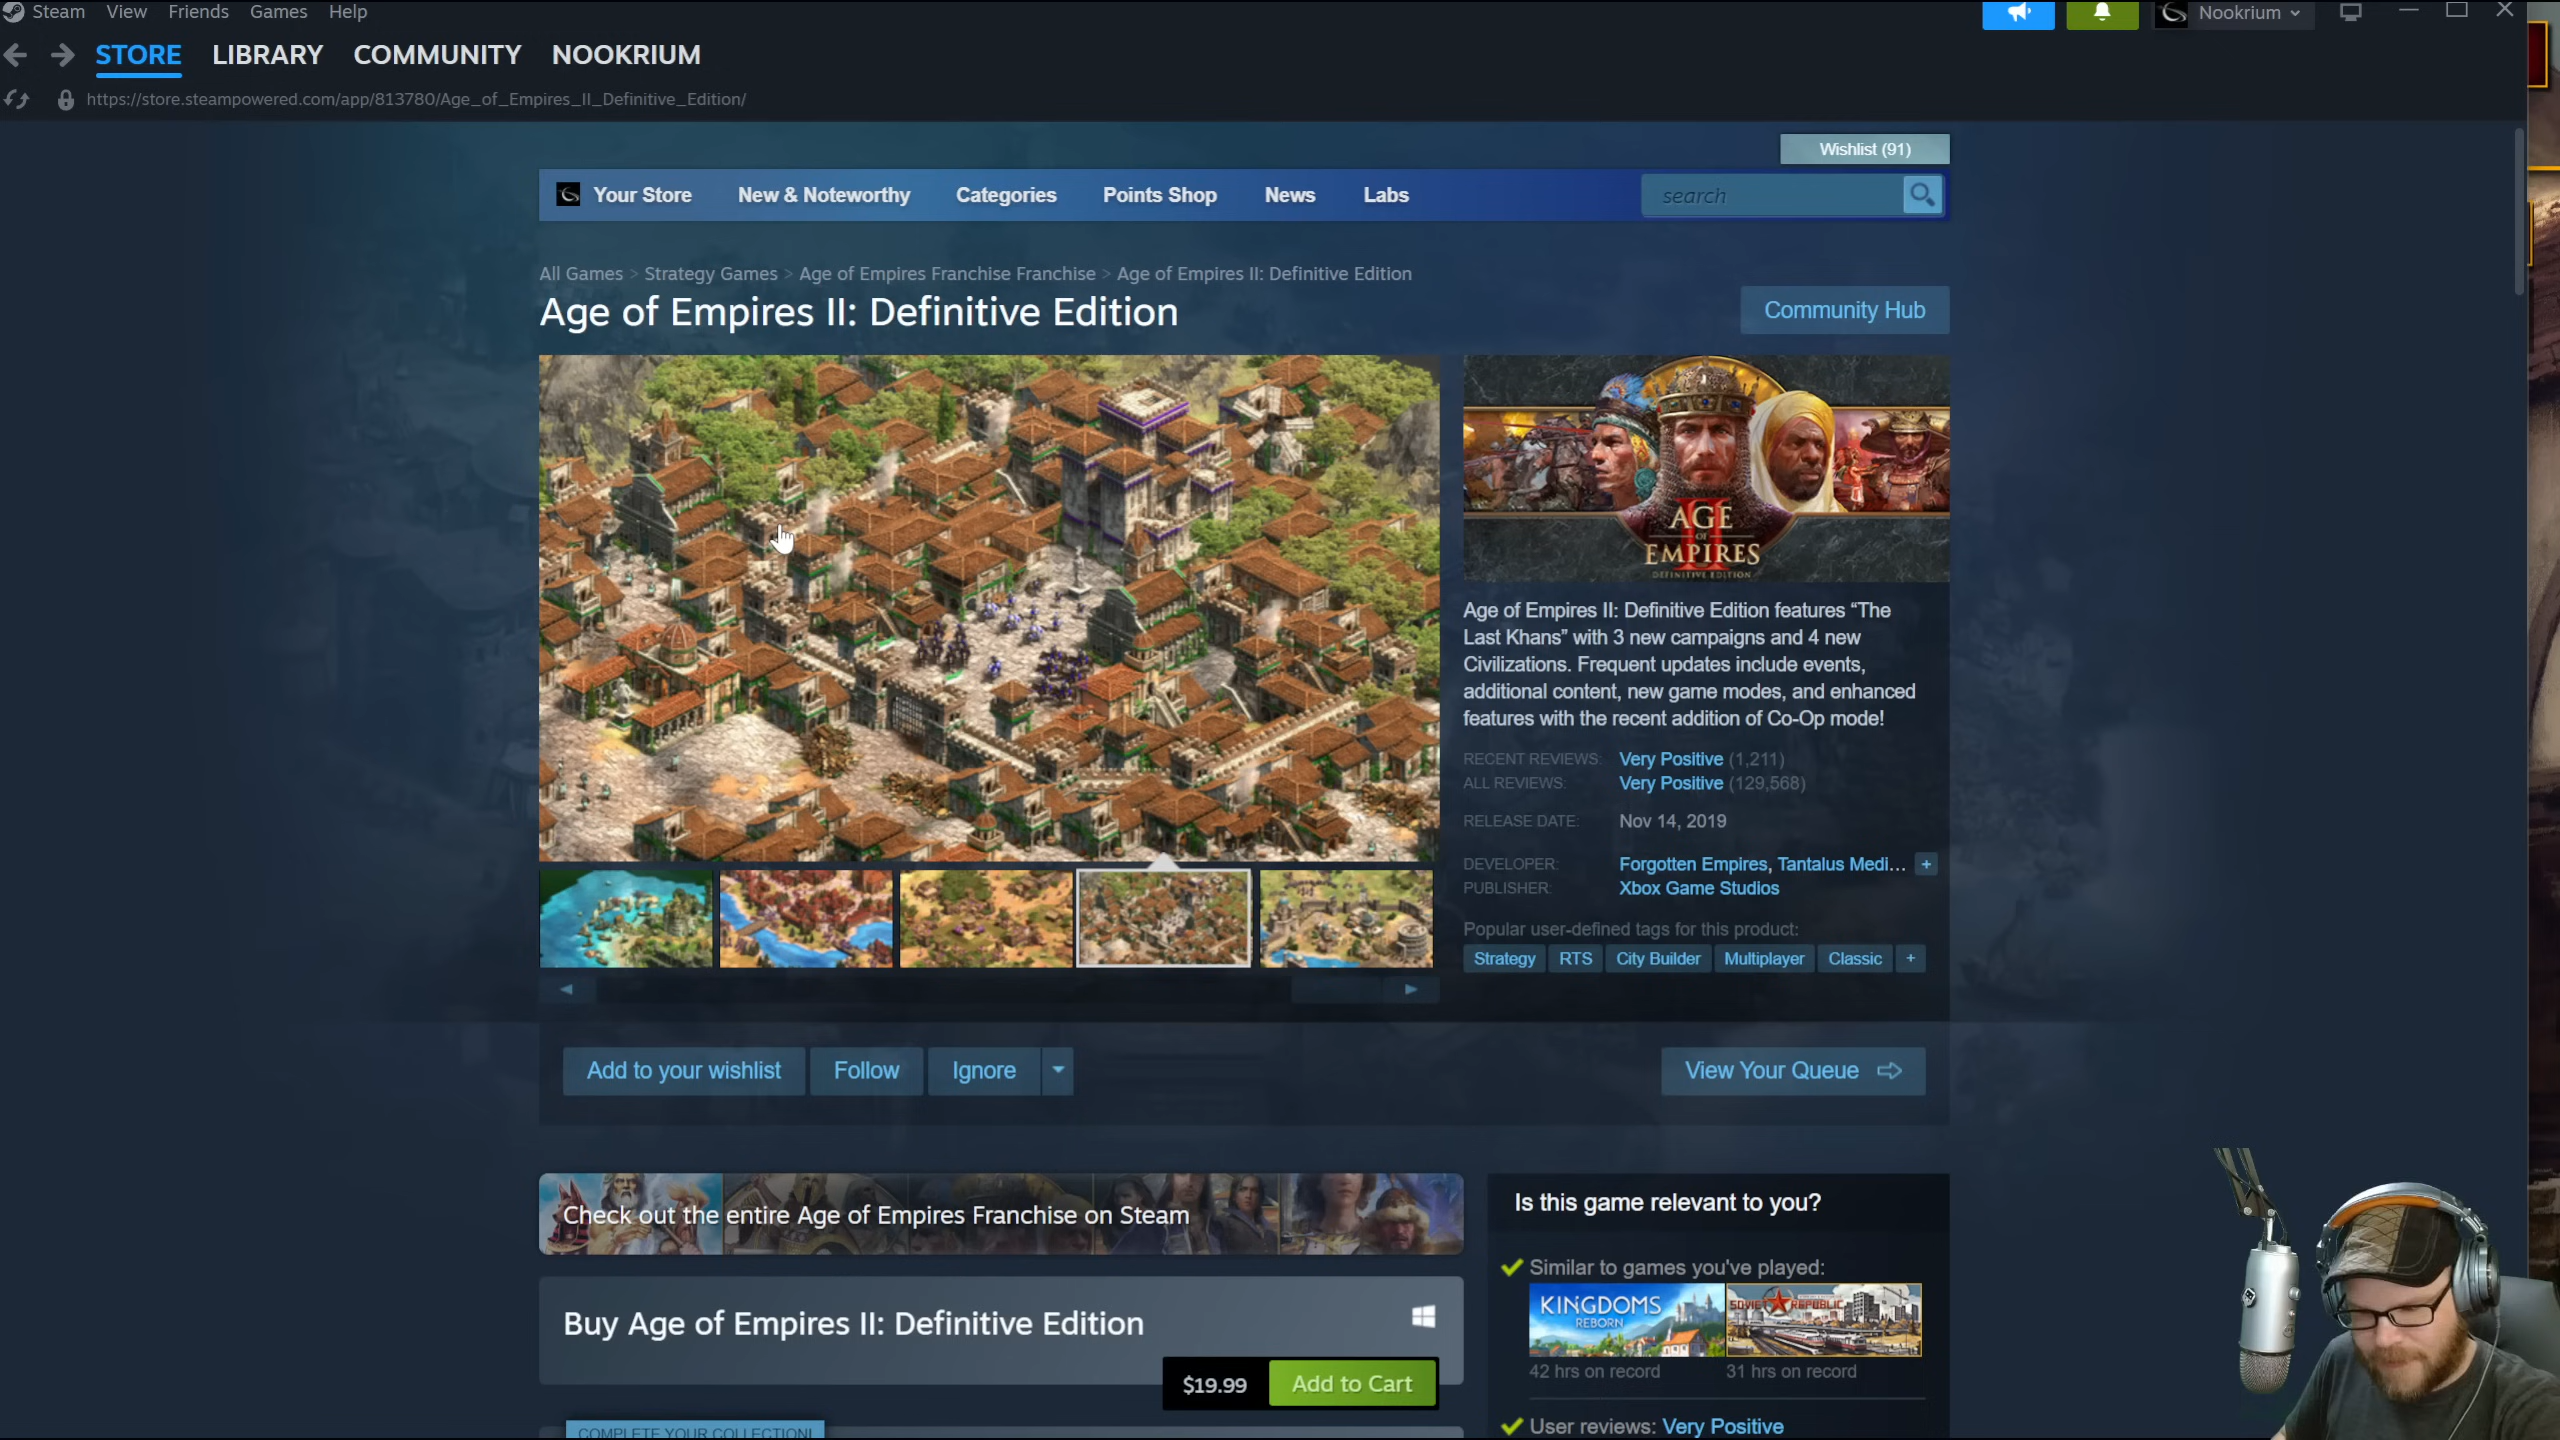 Steam View Friends Games Help
Nookrium
STORE LIBRARY COMMUNITY NOOKRIUM
https://store.steampowered.com/app/813780/Age_of_Empires_II_Definitive_Edition/
Wishlist (91)
Your Store New & Noteworthy Categories Points Shop News Labs search
All Games > Strategy Games > Age of Empires Franchise Franchise > Age of Empires II: Definitive Edition
Age of Empires II: Definitive Edition
Community Hub
AGE
II
OF
EMPIRES
DEFINITIVE EDITION
Age of Empires II: Definitive Edition features “The
Last Khans” with 3 new campaigns and 4 new
Civilizations. Frequent updates include events,
additional content, new game modes, and enhanced
features with the recent addition of Co-Op mode!
RECENT REVIEWS: Very Positive (1,211)
ALL REVIEWS: Very Positive (129,568)
RELEASE DATE: Nov 14, 2019
DEVELOPER: Forgotten Empires, Tantalus Medi... +
PUBLISHER: Xbox Game Studios
Popular user-defined tags for this product:
Strategy RTS City Builder Multiplayer Classic +
Add to your wishlist Follow Ignore
View Your Queue
Check out the entire Age of Empires Franchise on Steam
Buy Age of Empires II: Definitive Edition
$19.99 Add to Cart
COMPLETE YOUR COLLECTION!
Is this game relevant to you?
Similar to games you've played:
KINGDOMS
REBORN
SOVIET REPUBLIC
42 hrs on record 31 hrs on record
User reviews: Very Positive